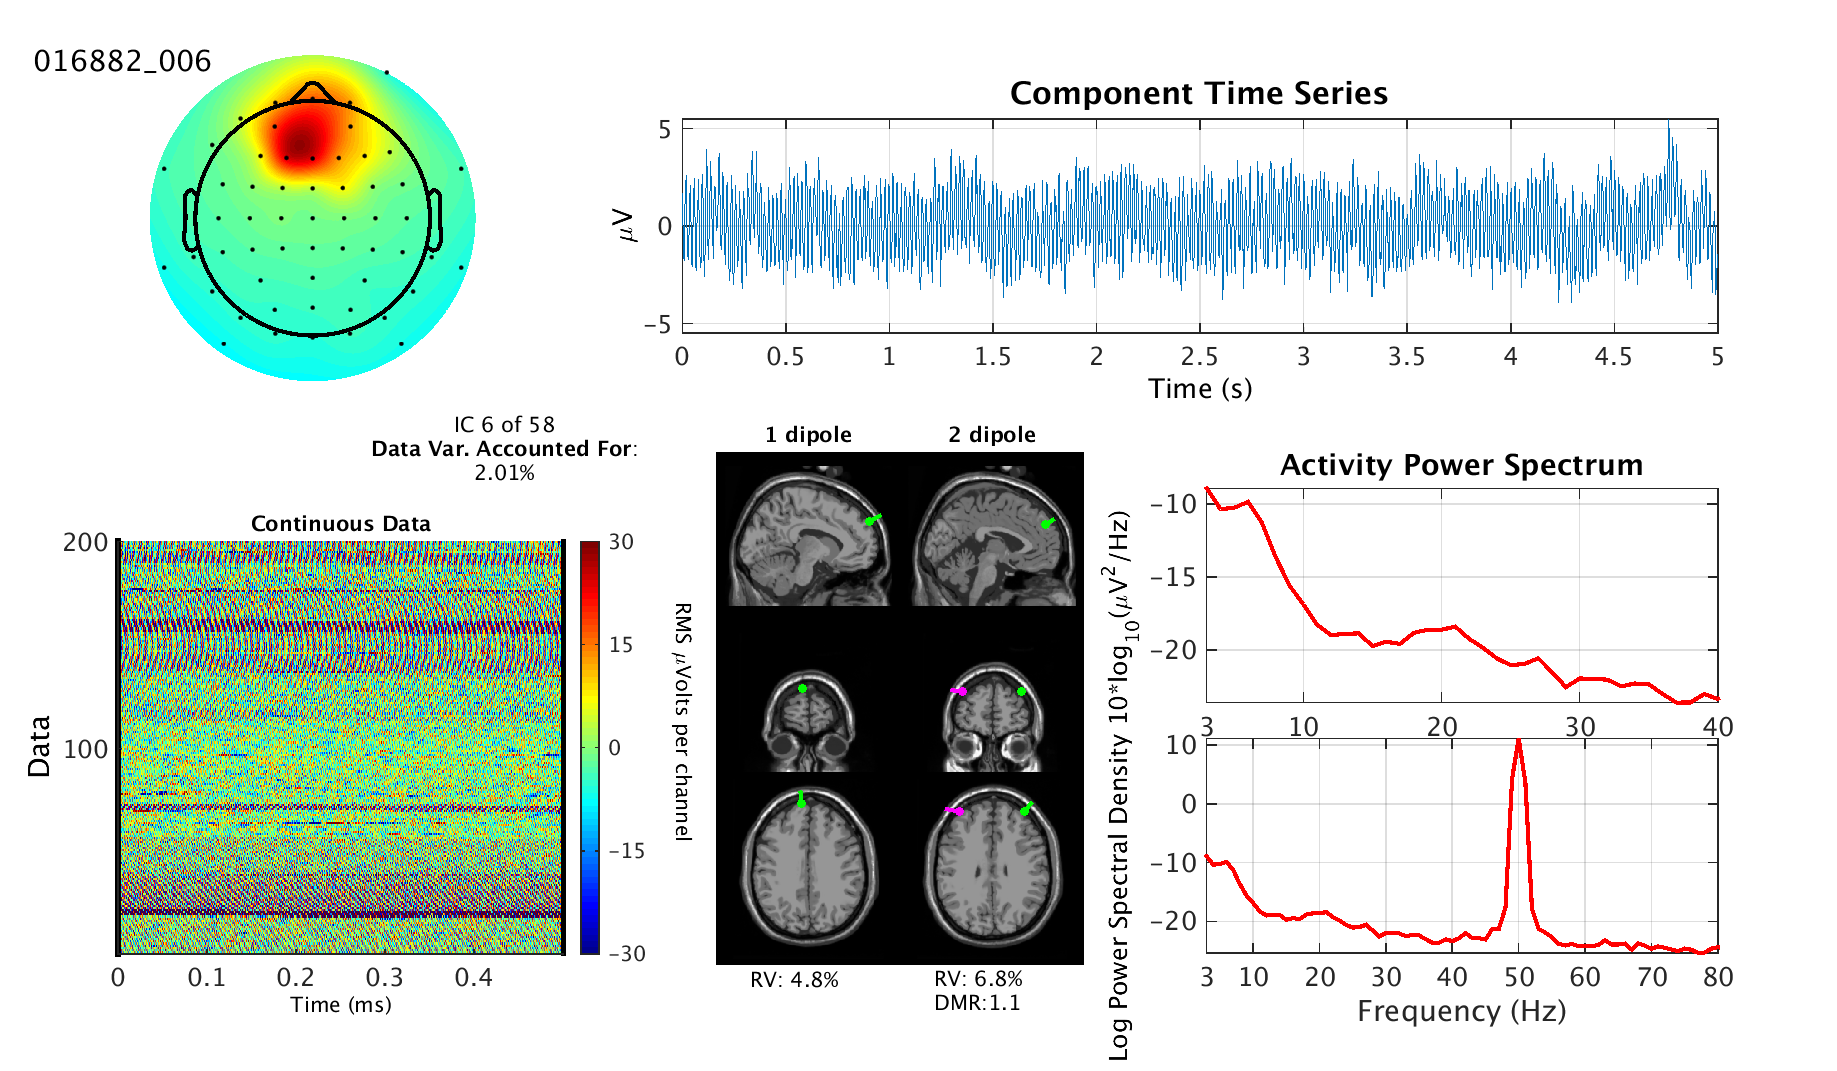 016882_006
Component Time Series
μV
5
0
−5
0 0.5 1 1.5 2 2.5 3 3.5 4 4.5 5
Time (s)
IC 6 of 58
Data Var. Accounted For:
2.01%
Continuous Data
Data
200
100
0 0.1 0.2 0.3 0.4
Time (ms)
30
15
0
−15
−30
RMS μVolts per channel
1 dipole
2 dipole
RV: 4.8%
RV: 6.8%
DMR:1.1
Activity Power Spectrum
Log Power Spectral Density 10*log10(μV2/Hz)
−10
−15
−20
3 10 20 30 40
10
0
−10
−20
3 10 20 30 40 50 60 70 80
Frequency (Hz)